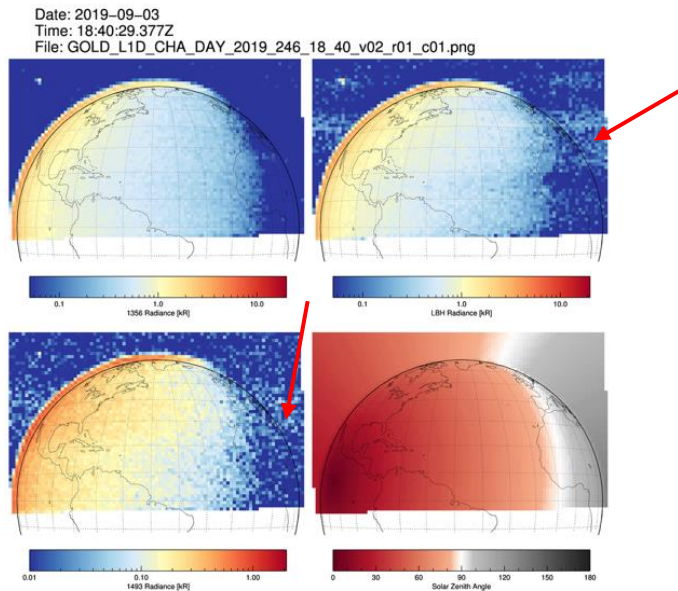 Date: 2019-09-03
Time: 18:40:29.377Z
File: GOLD_L1D_CHA_DAY_2019_246_18_40_v02_r01_c01.png
0.1 1.0 10.0
1356 Radiance [kR]
0.1 1.0 10.0
LBH Radiance [kR]
0.01 0.10 1.00
1493 Radiance [kR]
0 30 60 90 120 150 180
Solar Zenith Angle